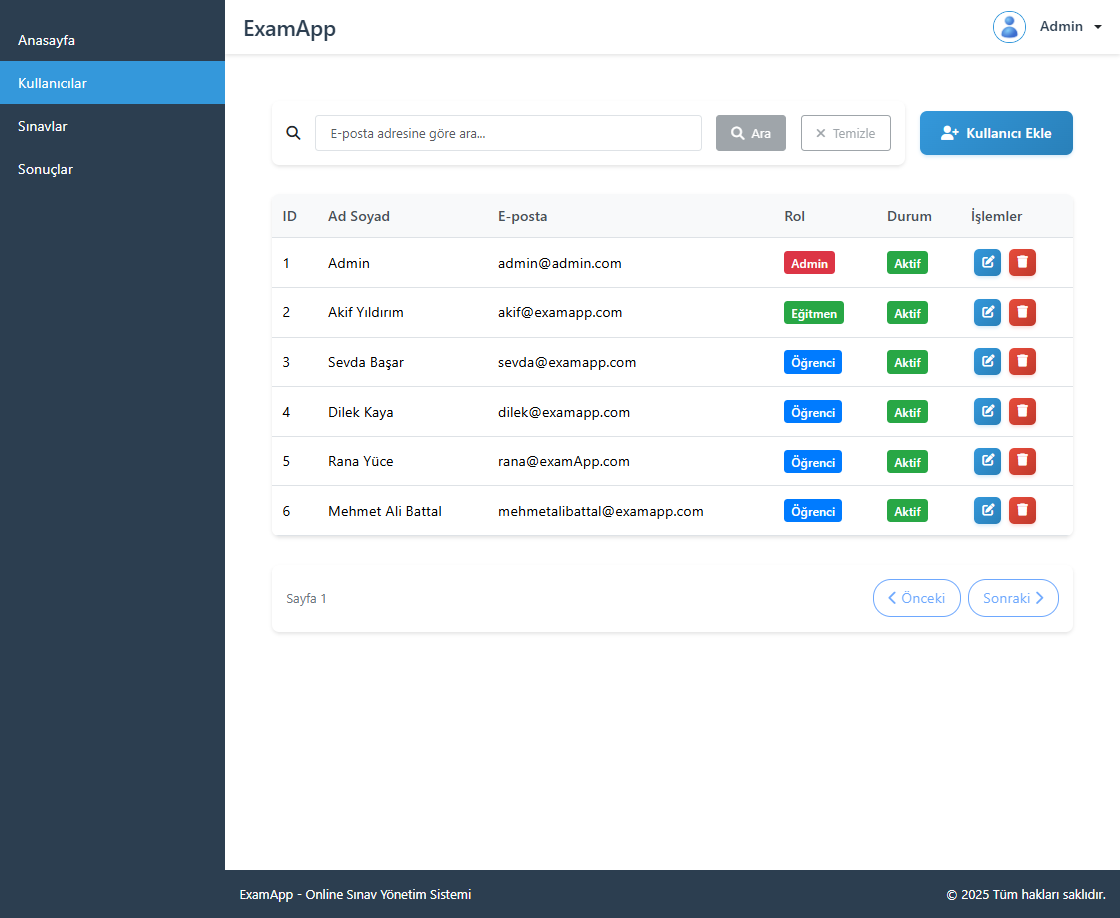 Anasayfa
Kullanıcılar
Sınavlar
Sonuçlar
ExamApp
Admin
E-posta adresine göre ara...
Ara
Temizle
Kullanıcı Ekle
ID Ad Soyad E-posta Rol Durum İşlemler
1 Admin admin@admin.com Admin Aktif
2 Akif Yıldırım akif@examapp.com Eğitmen Aktif
3 Sevda Başar sevda@examapp.com Öğrenci Aktif
4 Dilek Kaya dilek@examapp.com Öğrenci Aktif
5 Rana Yüce rana@examApp.com Öğrenci Aktif
6 Mehmet Ali Battal mehmetalibattal@examapp.com Öğrenci Aktif
Sayfa 1
Önceki
Sonraki
ExamApp - Online Sınav Yönetim Sistemi
© 2025 Tüm hakları saklıdır.